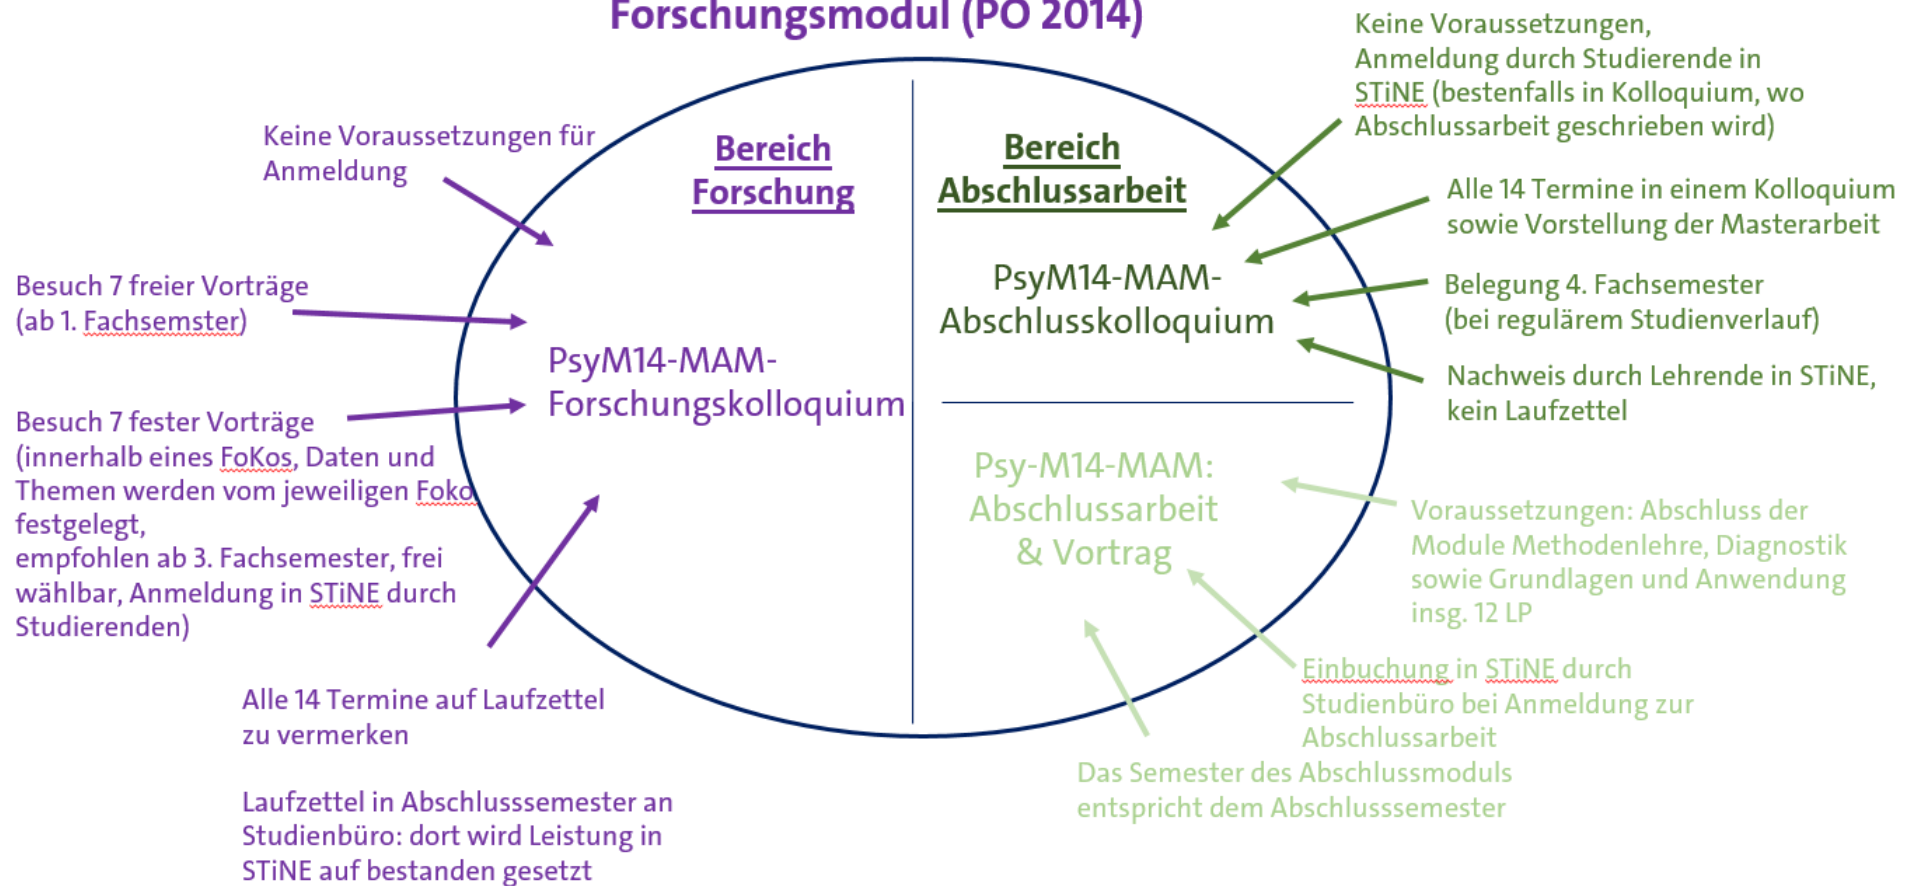 Forschungsmodul (PO 2014)
Keine Voraussetzungen für
Anmeldung
Besuch 7 freier Vorträge
(ab 1. Fachsemster)
Besuch 7 fester Vorträge
(innerhalb eines FoKos, Daten und
Themen werden vom jeweiligen Foko
festgelegt,
empfohlen ab 3. Fachsemester, frei
wählbar, Anmeldung in STiNE durch
Studierenden)
Alle 14 Termine auf Laufzettel
zu vermerken
Laufzettel in Abschlusssemester an
Studienbüro: dort wird Leistung in
STiNE auf bestanden gesetzt
Bereich
Forschung
PsyM14-MAM-
Forschungskolloquium
Bereich
Abschlussarbeit
PsyM14-MAM-
Abschlusskolloquium
Psy-M14-MAM:
Abschlussarbeit
& Vortrag
Keine Voraussetzungen,
Anmeldung durch Studierende in
STiNE (bestenfalls in Kolloquium, wo
Abschlussarbeit geschrieben wird)
Alle 14 Termine in einem Kolloquium
sowie Vorstellung der Masterarbeit
Belegung 4. Fachsemester
(bei regulärem Studienverlauf)
Nachweis durch Lehrende in STiNE,
kein Laufzettel
Voraussetzungen: Abschluss der
Module Methodenlehre, Diagnostik
sowie Grundlagen und Anwendung
insg. 12 LP
Einbuchung in STiNE durch
Studienbüro bei Anmeldung zur
Abschlussarbeit
Das Semester des Abschlussmoduls
entspricht dem Abschlusssemester